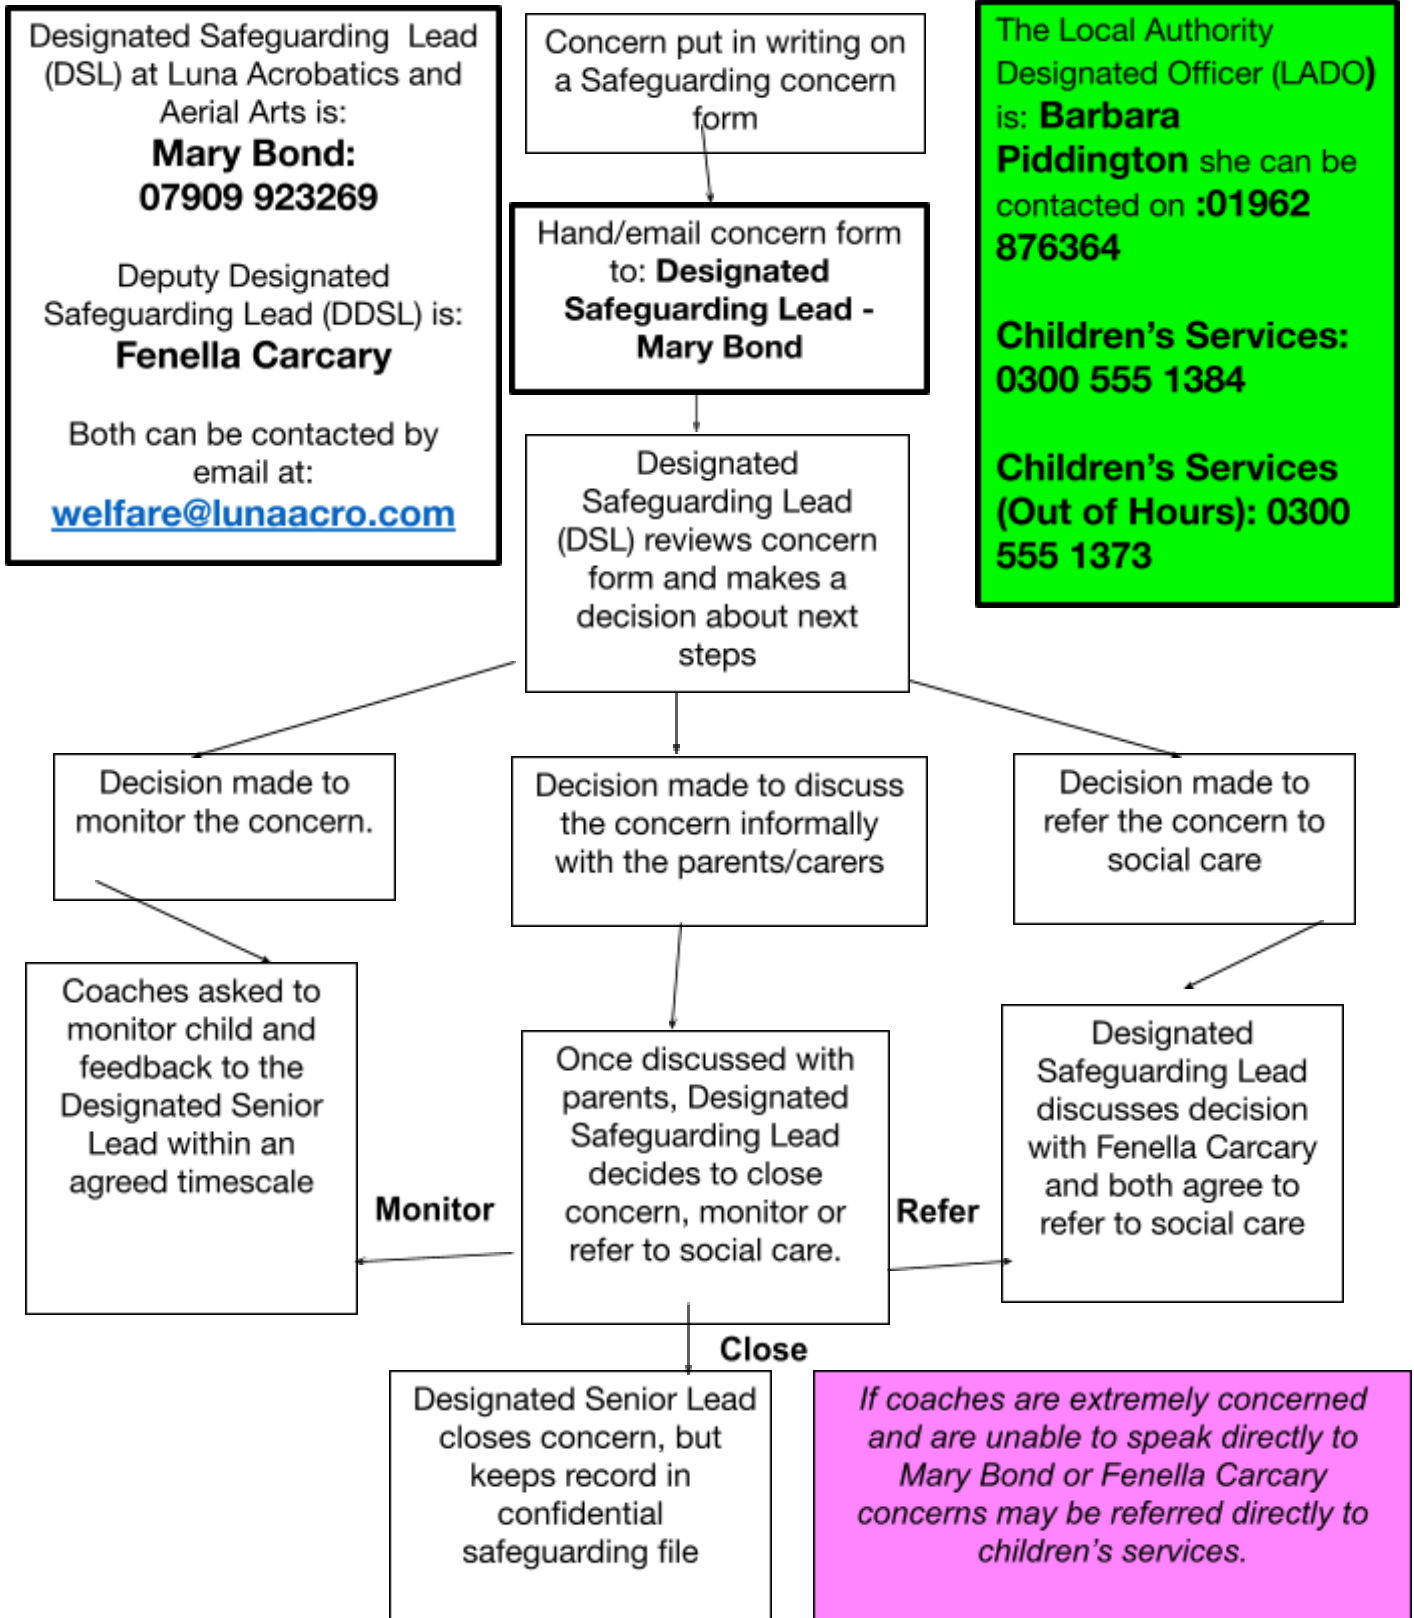 Designated Safeguarding Lead
(DSL) at Luna Acrobatics and
Aerial Arts is:
Mary Bond:
07909 923269
Deputy Designated
Safeguarding Lead (DDSL) is:
Fenella Carcary
Both can be contacted by
email at:
welfare@lunaacro.com
Concern put in writing on
a Safeguarding concern
form
Hand/email concern form
to: Designated
Safeguarding Lead -
Mary Bond
The Local Authority
Designated Officer (LADO)
is: Barbara
Piddington she can be
contacted on :01962
876364
Children's Services:
0300 555 1384
Children's Services
(Out of Hours): 0300
555 1373
Designated
Safeguarding Lead
(DSL) reviews concern
form and makes a
decision about next
steps
Decision made to
monitor the concern.
Decision made to discuss
the concern informally
with the parents/carers
Decision made to
refer the concern to
social care
Coaches asked to
monitor child and
feedback to the
Designated Senior
Lead within an
agreed timescale
Monitor
Once discussed with
parents, Designated
Safeguarding Lead
decides to close
concern, monitor or
refer to social care.
Refer
Designated
Safeguarding Lead
discusses decision
with Fenella Carcary
and both agree to
refer to social care
Close
Designated Senior Lead
closes concern, but
keeps record in
confidential
safeguarding file
If coaches are extremely concerned
and are unable to speak directly to
Mary Bond or Fenella Carcary
concerns may be referred directly to
children's services.